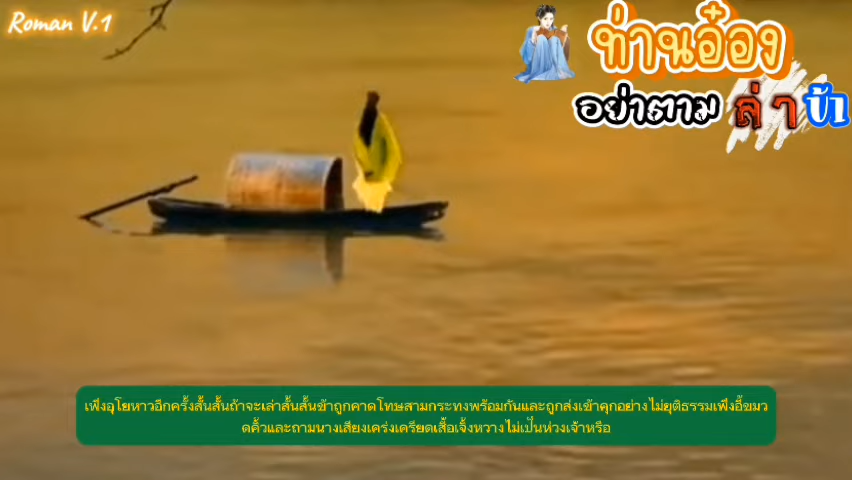 Roman V.1
ท่านอ๋อง
อย่าตาม ล่า ข้า
เฟิงอุโยหาวอีกครั้งสั้นสั้นถ้าจะเล่าสั้นสั้นข้าถูกคาดโทษสามกระทงพร้อมกันและถูกส่งเข้าคุกอย่างไม่ยุติธรรมเฟิงอี้ขมว
ดคิ้วและถามนางเสียงเคร่งเครียดเสื้อเจิ้งหวางไม่เป็นห่วงเจ้าหรือ